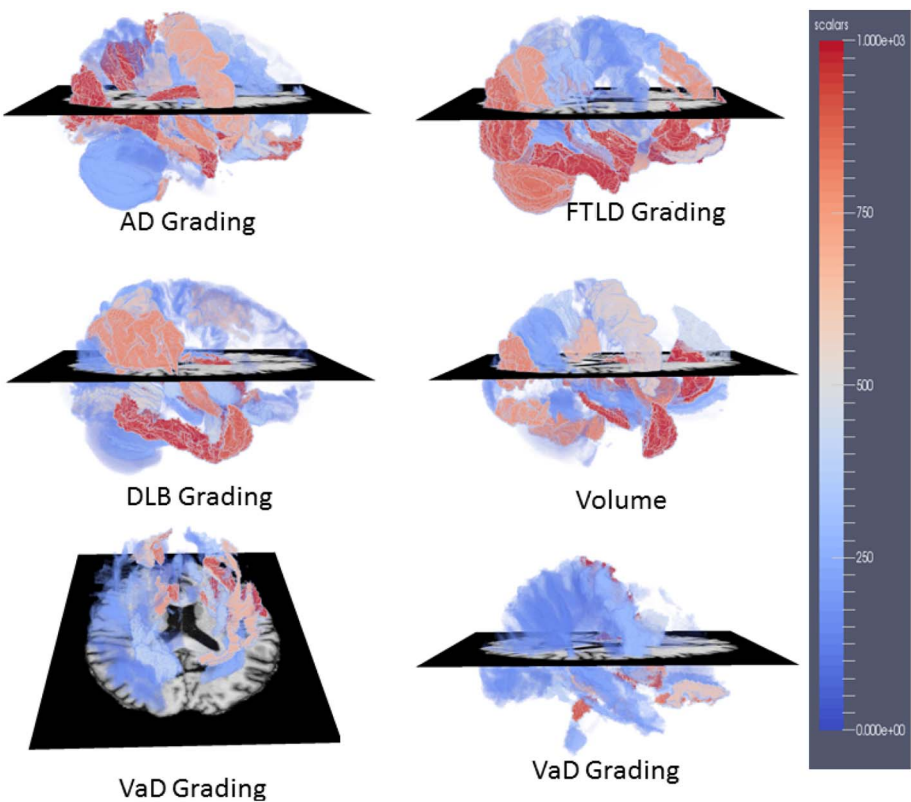 scalars
1.000e+03
AD Grading
FTLD Grading
750
DLB Grading
Volume
500
250
0.000e+00
VaD Grading
VaD Grading